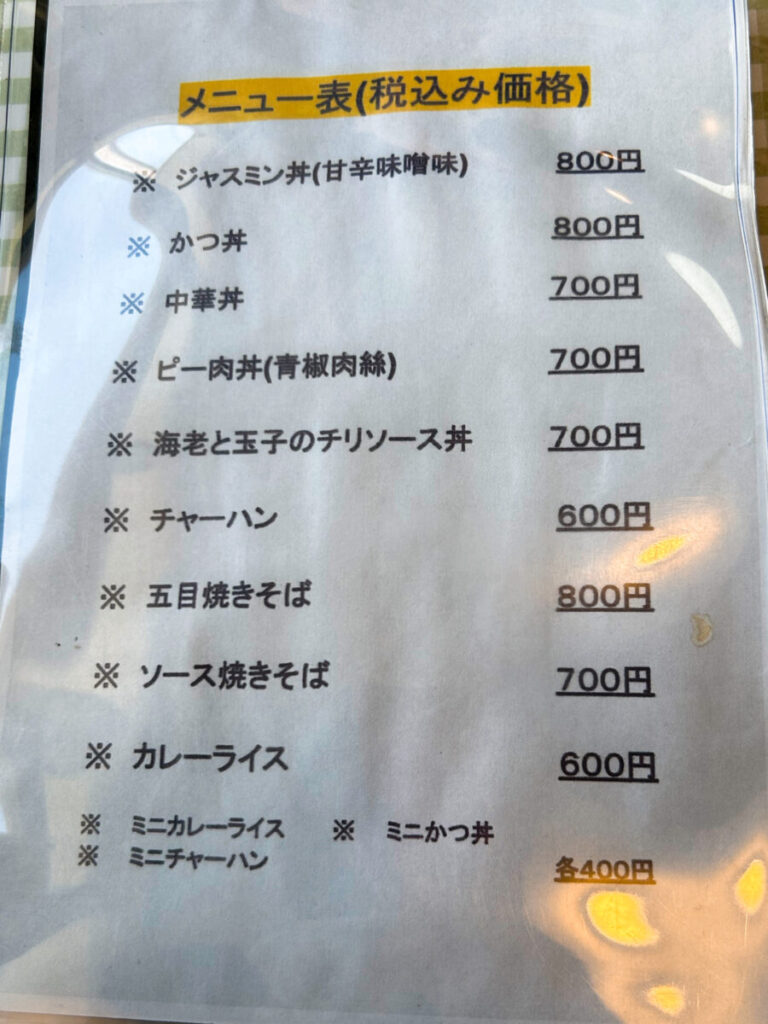 メニュー表(税込み価格)
※ ジャスミン丼(甘辛味噌味) 800円
※ かつ丼 800円
※ 中華丼 700円
※ ピー肉丼(青椒肉絲) 700円
※ 海老と玉子のチリソース丼 700円
※ チャーハン 600円
※ 五目焼きそば 800円
※ ソース焼きそば 700円
※ カレーライス 600円
※ ミニカレーライス ※ ミニかつ丼
※ ミニチャーハン 各400円